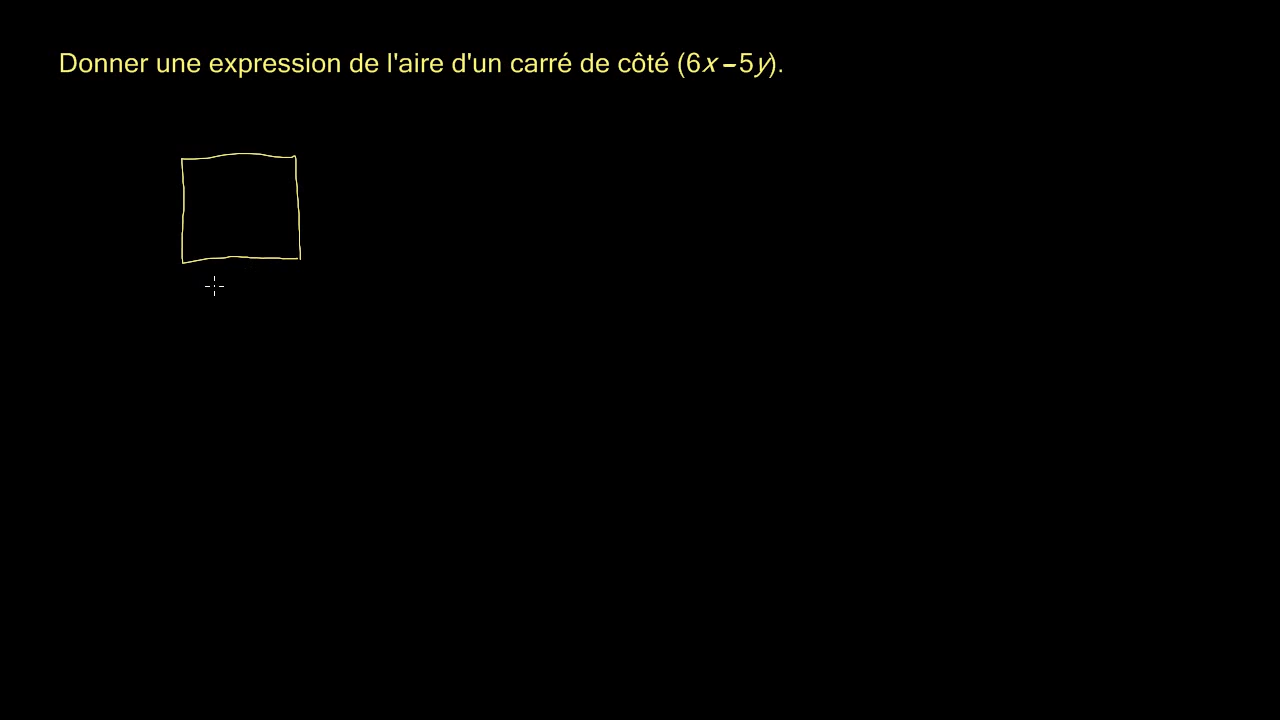 Donner une expression de l'aire d'un carré de côté (6x – 5y).